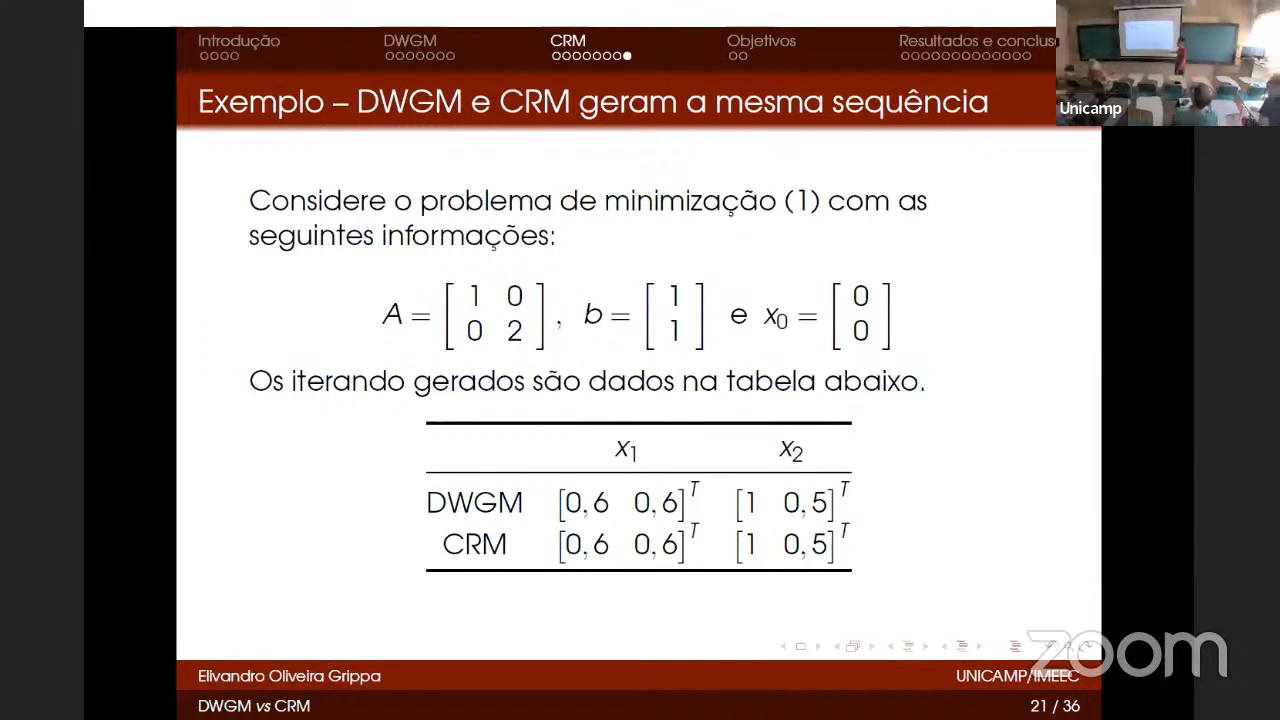 Introdução DWGM CRM Objetivos Resultados e conclus
Unicamp
Exemplo – DWGM e CRM geram a mesma sequência
Considere o problema de minimização (1) com as
seguintes informações:
A = [ 1 0 ; 0 2 ] , b = [ 1 ; 1 ] e x₀ = [ 0 ; 0 ]
Os iterando gerados são dados na tabela abaixo.
x₁ x₂
DWGM [0, 6 0, 6]ᵀ [1 0, 5]ᵀ
CRM [0, 6 0, 6]ᵀ [1 0, 5]ᵀ
zoom
Elivandro Oliveira Grippa UNICAMP/IMEEC
DWGM vs CRM 21 / 36